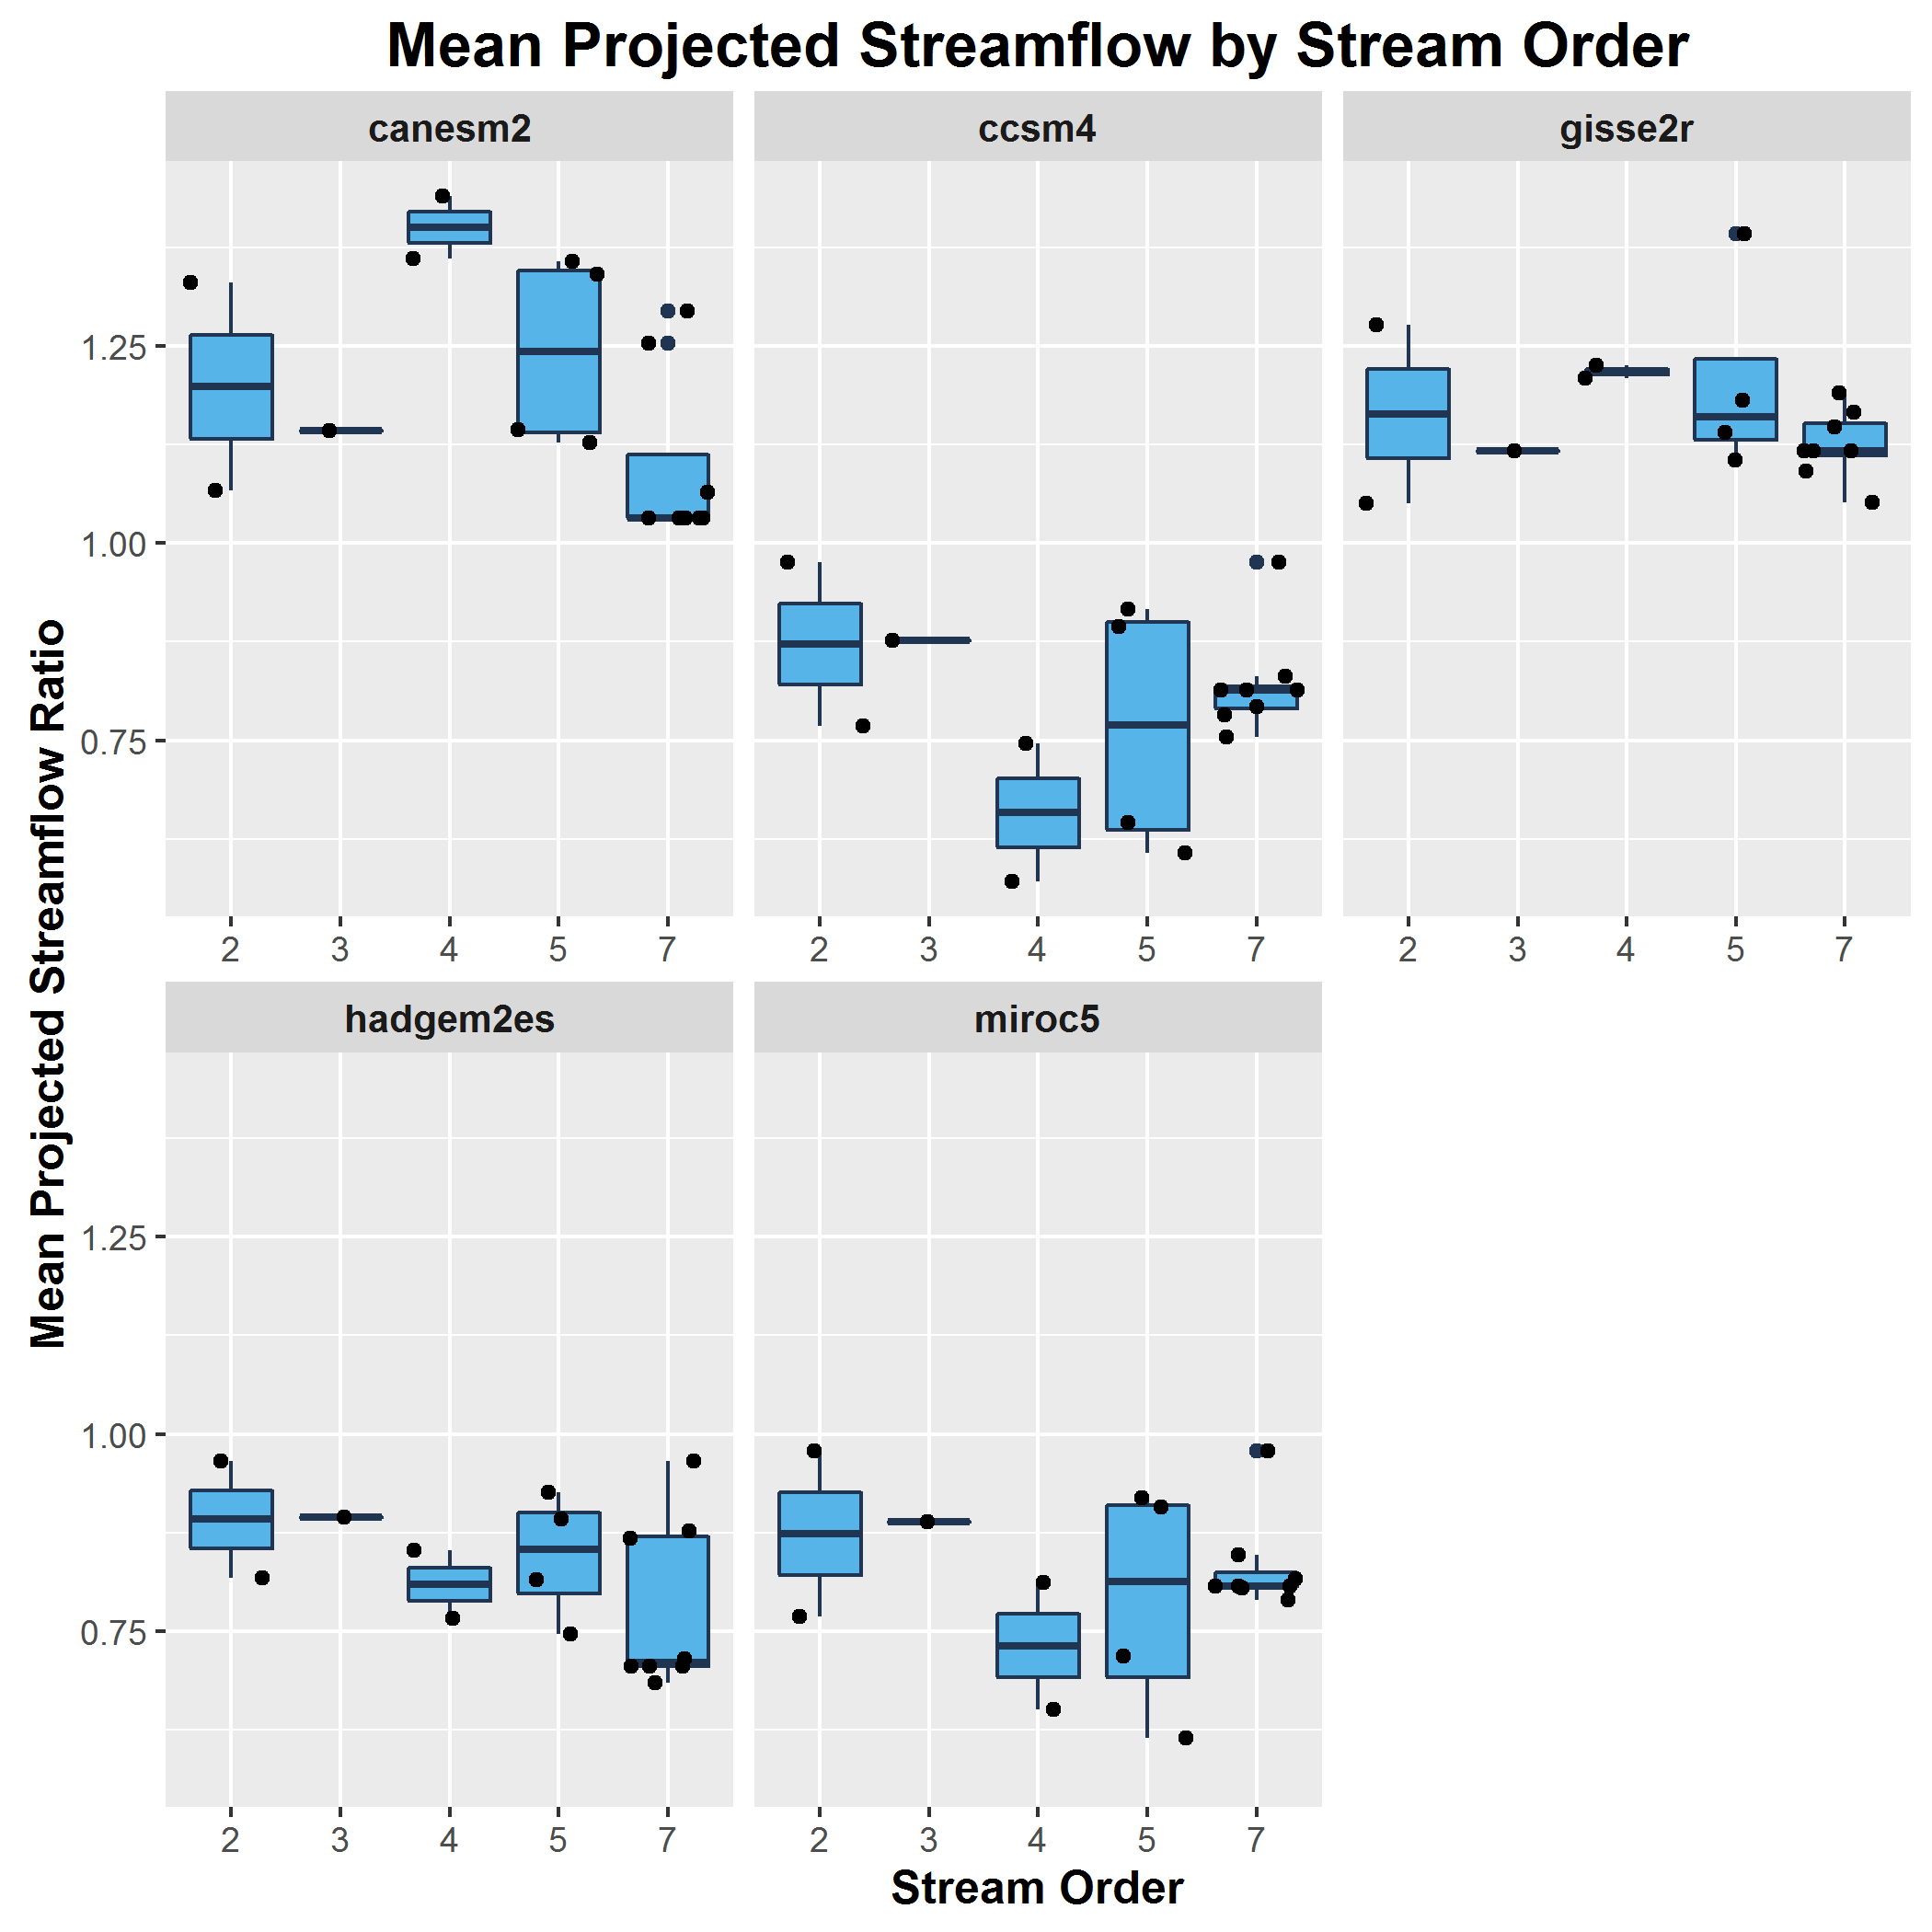 Mean Projected Streamflow by Stream Order
canesm2
ccsm4
gisse2r
Mean Projected Streamflow Ratio
1.25
1.00
0.75
2 3 4 5 7
2 3 4 5 7
2 3 4 5 7
hadgem2es
miroc5
1.25
1.00
0.75
2 3 4 5 7
2 3 4 5 7
Stream Order